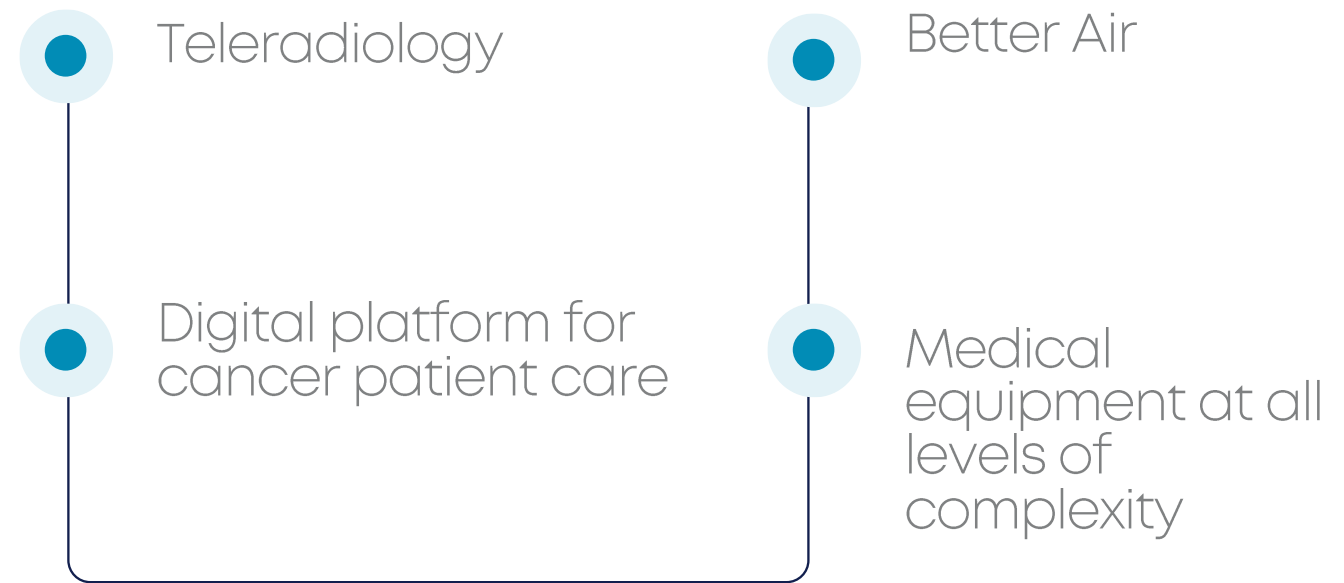 Teleradiology
Digital platform for
cancer patient care
Better Air
Medical
equipment at all
levels of
complexity